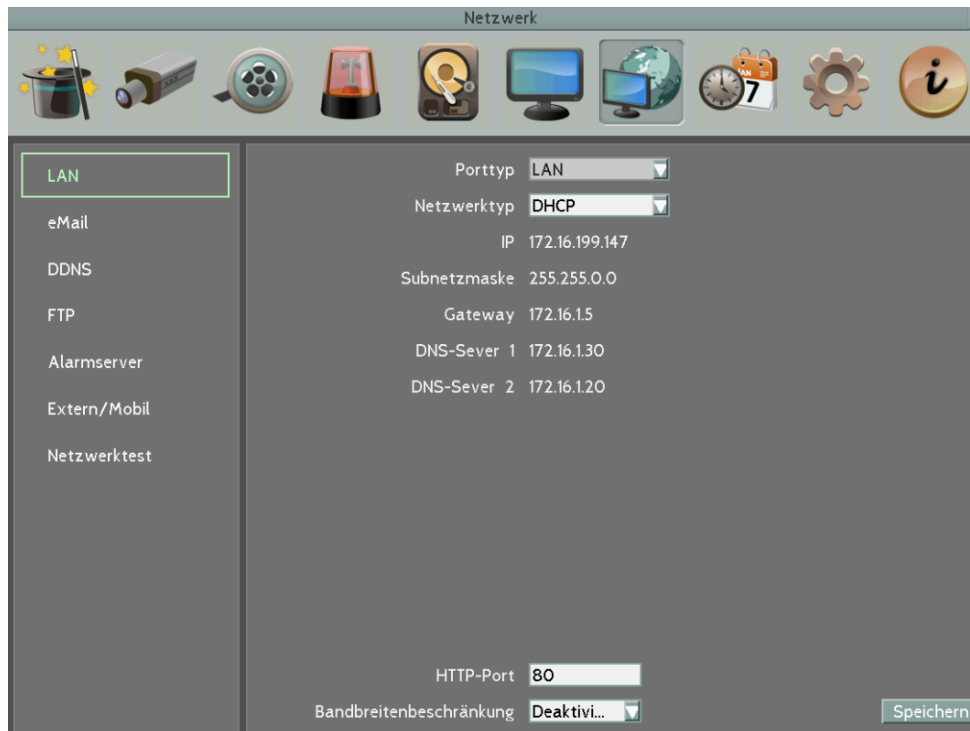 Netzwerk
JAN
7
i
LAN
eMail
DDNS
FTP
Alarmserver
Extern/Mobil
Netzwerktest
Porttyp LAN
Netzwerktyp DHCP
IP 172.16.199.147
Subnetzmaske 255.255.0.0
Gateway 172.16.1.5
DNS-Sever 1 172.16.1.30
DNS-Sever 2 172.16.1.20
HTTP-Port 80
Bandbreitenbeschränkung Deaktivi...
Speichern